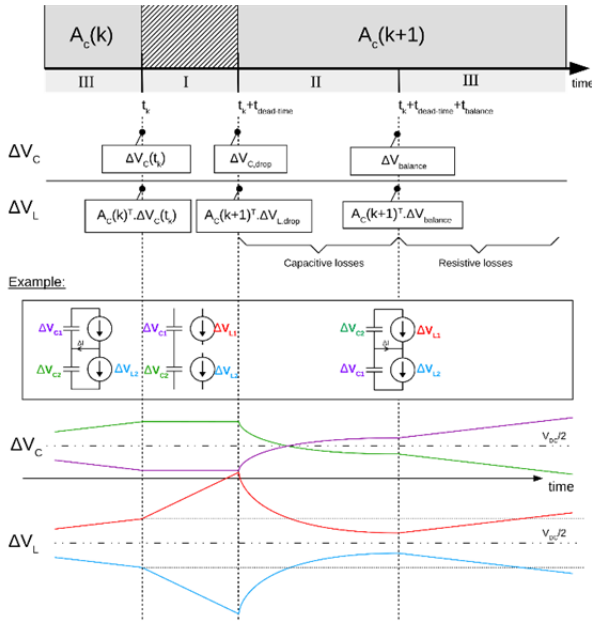 A_c(k)
A_c(k+1)
III
I
II
III
time
t_k
t_k+t_dead-time
t_k+t_dead-time+t_balance
ΔV_C
ΔV_C(t_k)
ΔV_C,drop
ΔV_balance
ΔV_L
A_C(k)^T.ΔV_C(t_k)
A_C(k+1)^T.ΔV_L,drop
A_C(k+1)^T.ΔV_balance
Capacitive losses
Resistive losses
Example:
ΔV_C1
ΔI
ΔV_C2
ΔV_L2
ΔV_C1
ΔV_L1
ΔV_C2
ΔV_L2
ΔV_C2
ΔI
ΔV_L1
ΔV_C1
ΔV_L2
ΔV_C
V_DC/2
time
ΔV_L
V_DC/2